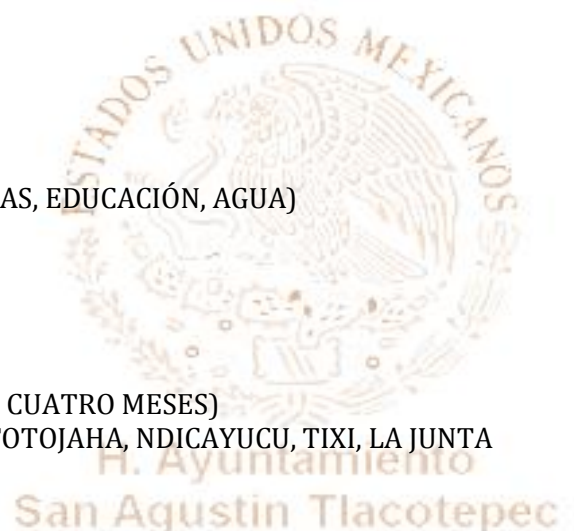 ESTADOS UNIDOS MEXICANOS
AS, EDUCACIÓN, AGUA)
CUATRO MESES)
OTOJAHA, NDICAYUCU, TIXI, LA JUNTA
H. Ayuntamiento
San Agustin Tlacotepec